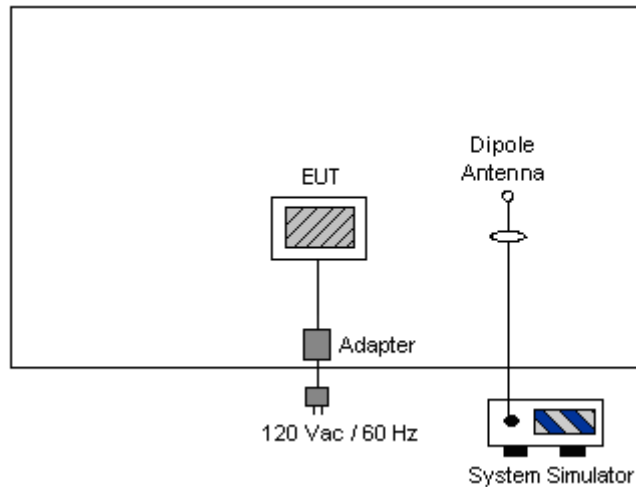 Dipole
Antenna
EUT
Adapter
120 Vac / 60 Hz
System Simulator